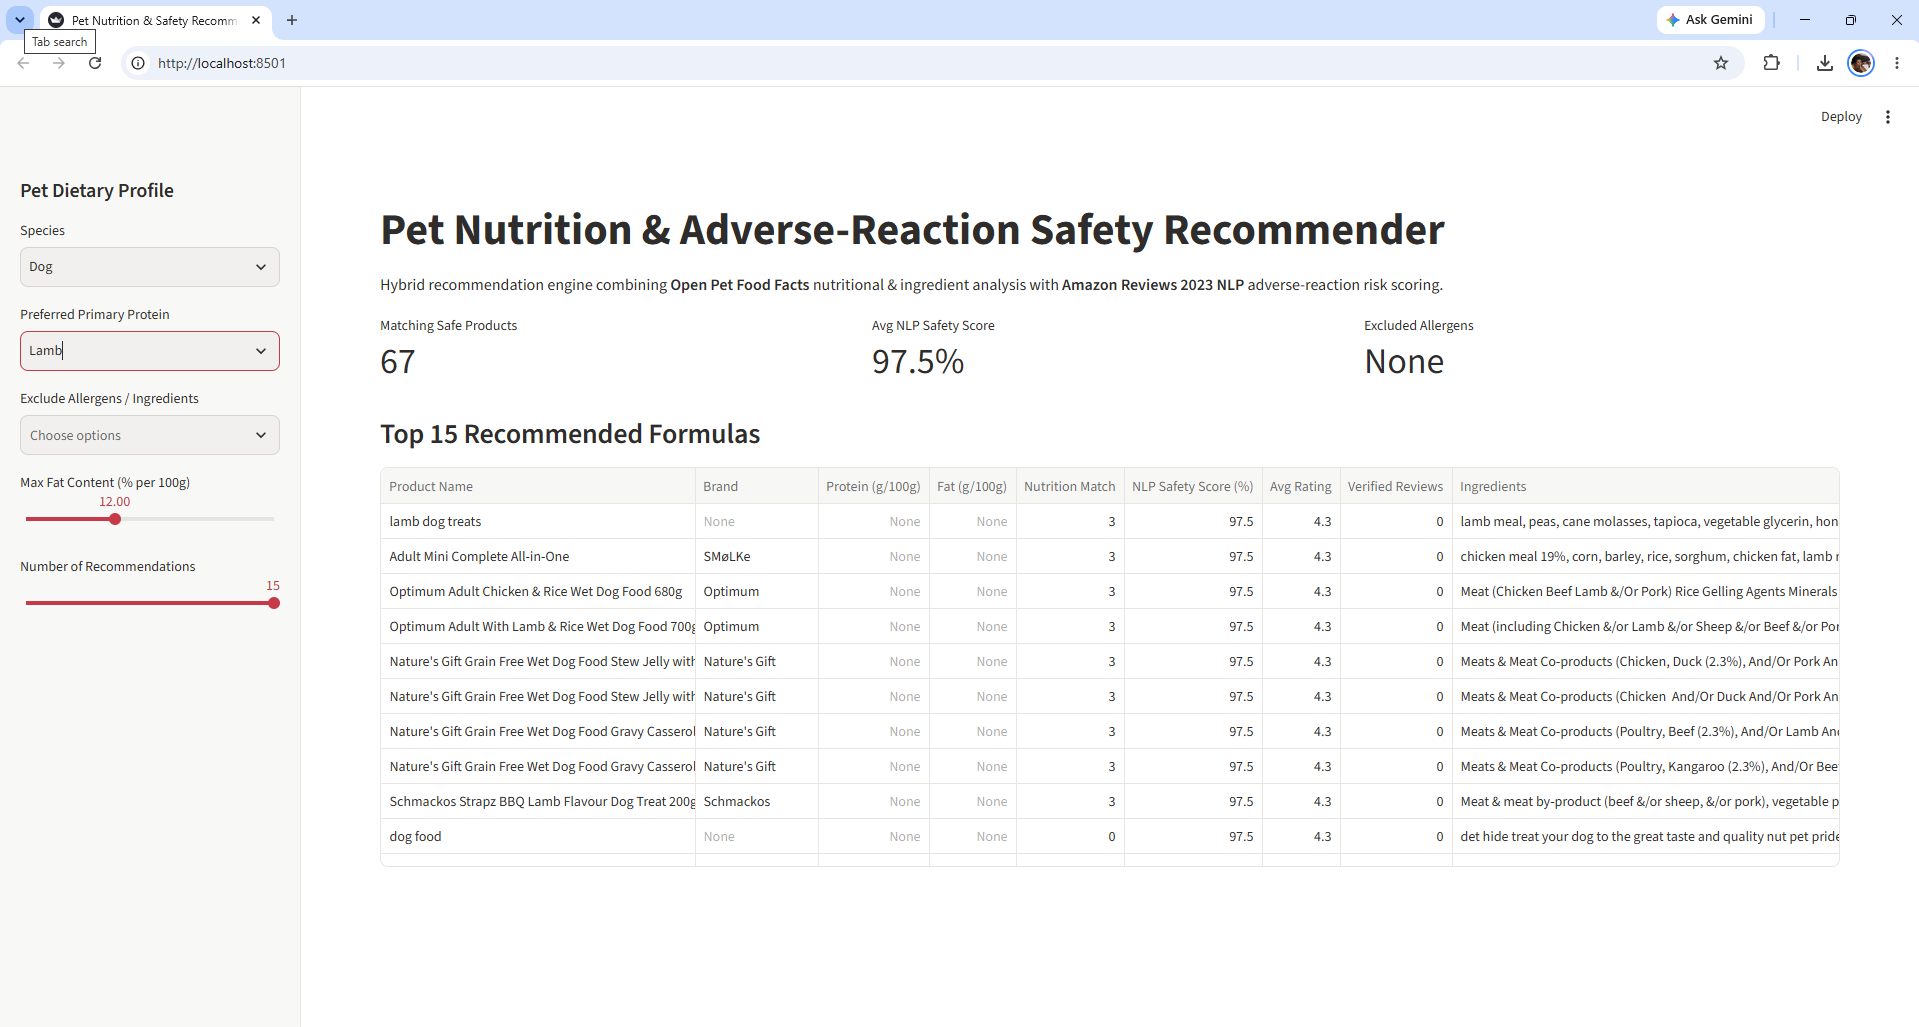 Pet Nutrition & Safety Recomm
Ask Gemini
Tab search
http://localhost:8501
Deploy
Pet Dietary Profile
Species
Dog
Preferred Primary Protein
Lamb
Exclude Allergens / Ingredients
Choose options
Max Fat Content (% per 100g)
12.00
Number of Recommendations
15
Pet Nutrition & Adverse-Reaction Safety Recommender
Hybrid recommendation engine combining Open Pet Food Facts nutritional & ingredient analysis with Amazon Reviews 2023 NLP adverse-reaction risk scoring.
Matching Safe Products Avg NLP Safety Score Excluded Allergens
67 97.5% None
Top 15 Recommended Formulas
Product Name Brand Protein (g/100g) Fat (g/100g) Nutrition Match NLP Safety Score (%) Avg Rating Verified Reviews Ingredients
lamb dog treats None None None 3 97.5 4.3 0 lamb meal, peas, cane molasses, tapioca, vegetable glycerin, hon
Adult Mini Complete All-in-One SMøLKe None None 3 97.5 4.3 0 chicken meal 19%, corn, barley, rice, sorghum, chicken fat, lamb
Optimum Adult Chicken & Rice Wet Dog Food 680g Optimum None None 3 97.5 4.3 0 Meat (Chicken Beef Lamb &/Or Pork) Rice Gelling Agents Minerals
Optimum Adult With Lamb & Rice Wet Dog Food 700g Optimum None None 3 97.5 4.3 0 Meat (including Chicken &/or Lamb &/or Sheep &/or Beef &/or Por
Nature's Gift Grain Free Wet Dog Food Stew Jelly with Nature's Gift None None 3 97.5 4.3 0 Meats & Meat Co-products (Chicken, Duck (2.3%), And/Or Pork An
Nature's Gift Grain Free Wet Dog Food Stew Jelly with Nature's Gift None None 3 97.5 4.3 0 Meats & Meat Co-products (Chicken And/Or Duck And/Or Pork An
Nature's Gift Grain Free Wet Dog Food Gravy Casserol Nature's Gift None None 3 97.5 4.3 0 Meats & Meat Co-products (Poultry, Beef (2.3%), And/Or Lamb An
Nature's Gift Grain Free Wet Dog Food Gravy Casserol Nature's Gift None None 3 97.5 4.3 0 Meats & Meat Co-products (Poultry, Kangaroo (2.3%), And/Or Bee
Schmackos Strapz BBQ Lamb Flavour Dog Treat 200g Schmackos None None 3 97.5 4.3 0 Meat & meat by-product (beef &/or sheep, &/or pork), vegetable p
dog food None None None 0 97.5 4.3 0 det hide treat your dog to the great taste and quality nut pet pride